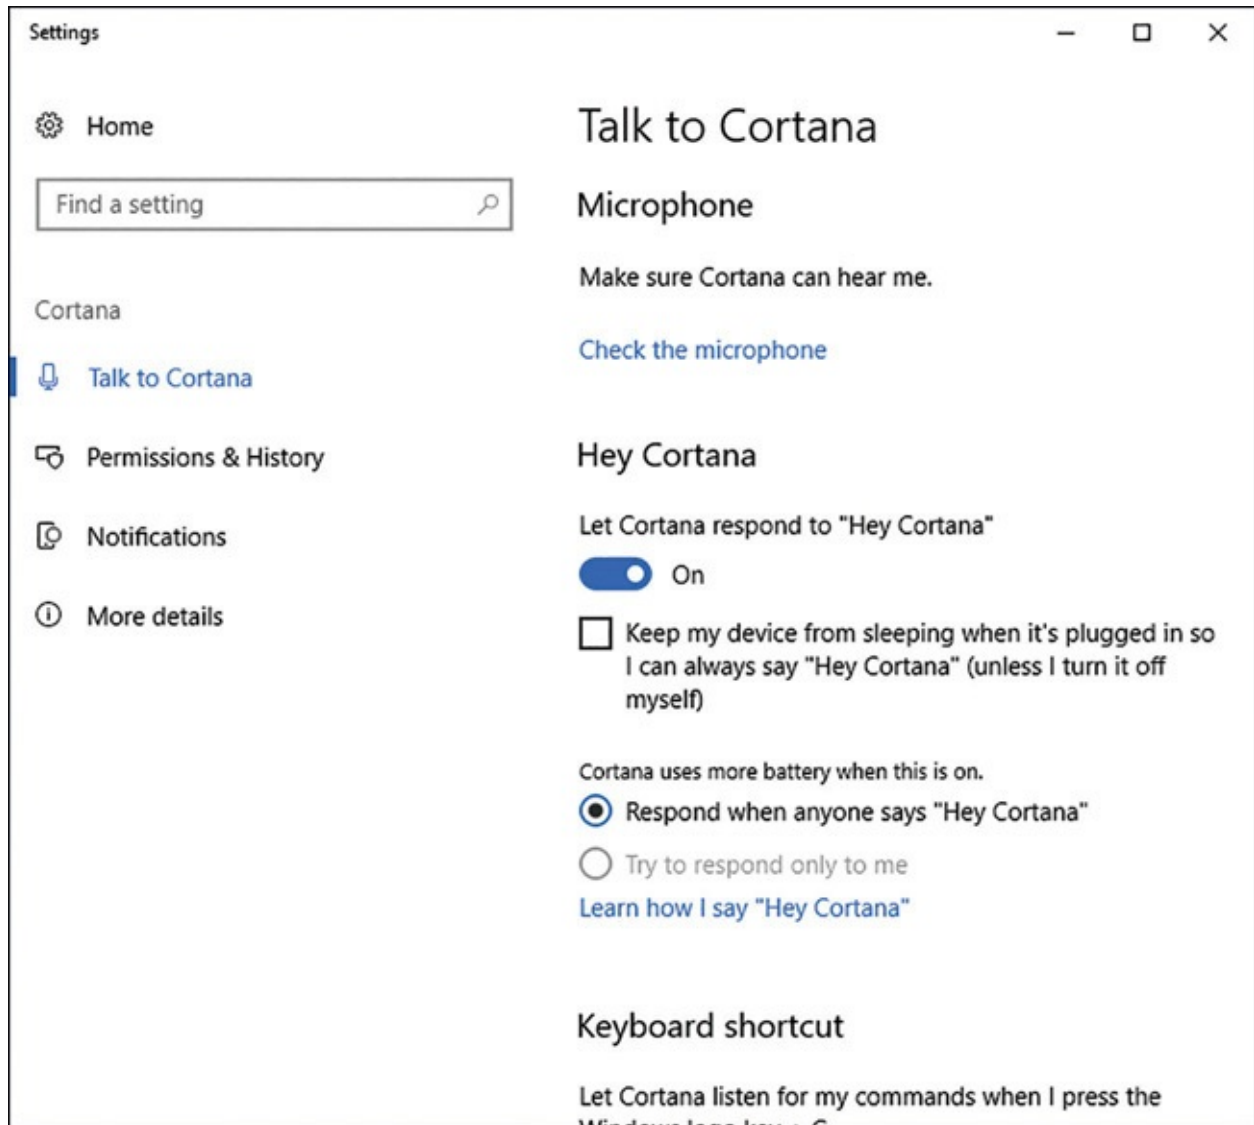 Settings
Home
Find a setting
Cortana
Talk to Cortana
Permissions & History
Notifications
More details
Talk to Cortana
Microphone
Make sure Cortana can hear me.
Check the microphone
Hey Cortana
Let Cortana respond to "Hey Cortana"
On
Keep my device from sleeping when it's plugged in so
I can always say "Hey Cortana" (unless I turn it off
myself)
Cortana uses more battery when this is on.
Respond when anyone says "Hey Cortana"
Try to respond only to me
Learn how I say "Hey Cortana"
Keyboard shortcut
Let Cortana listen for my commands when I press the
Windows logo key + C